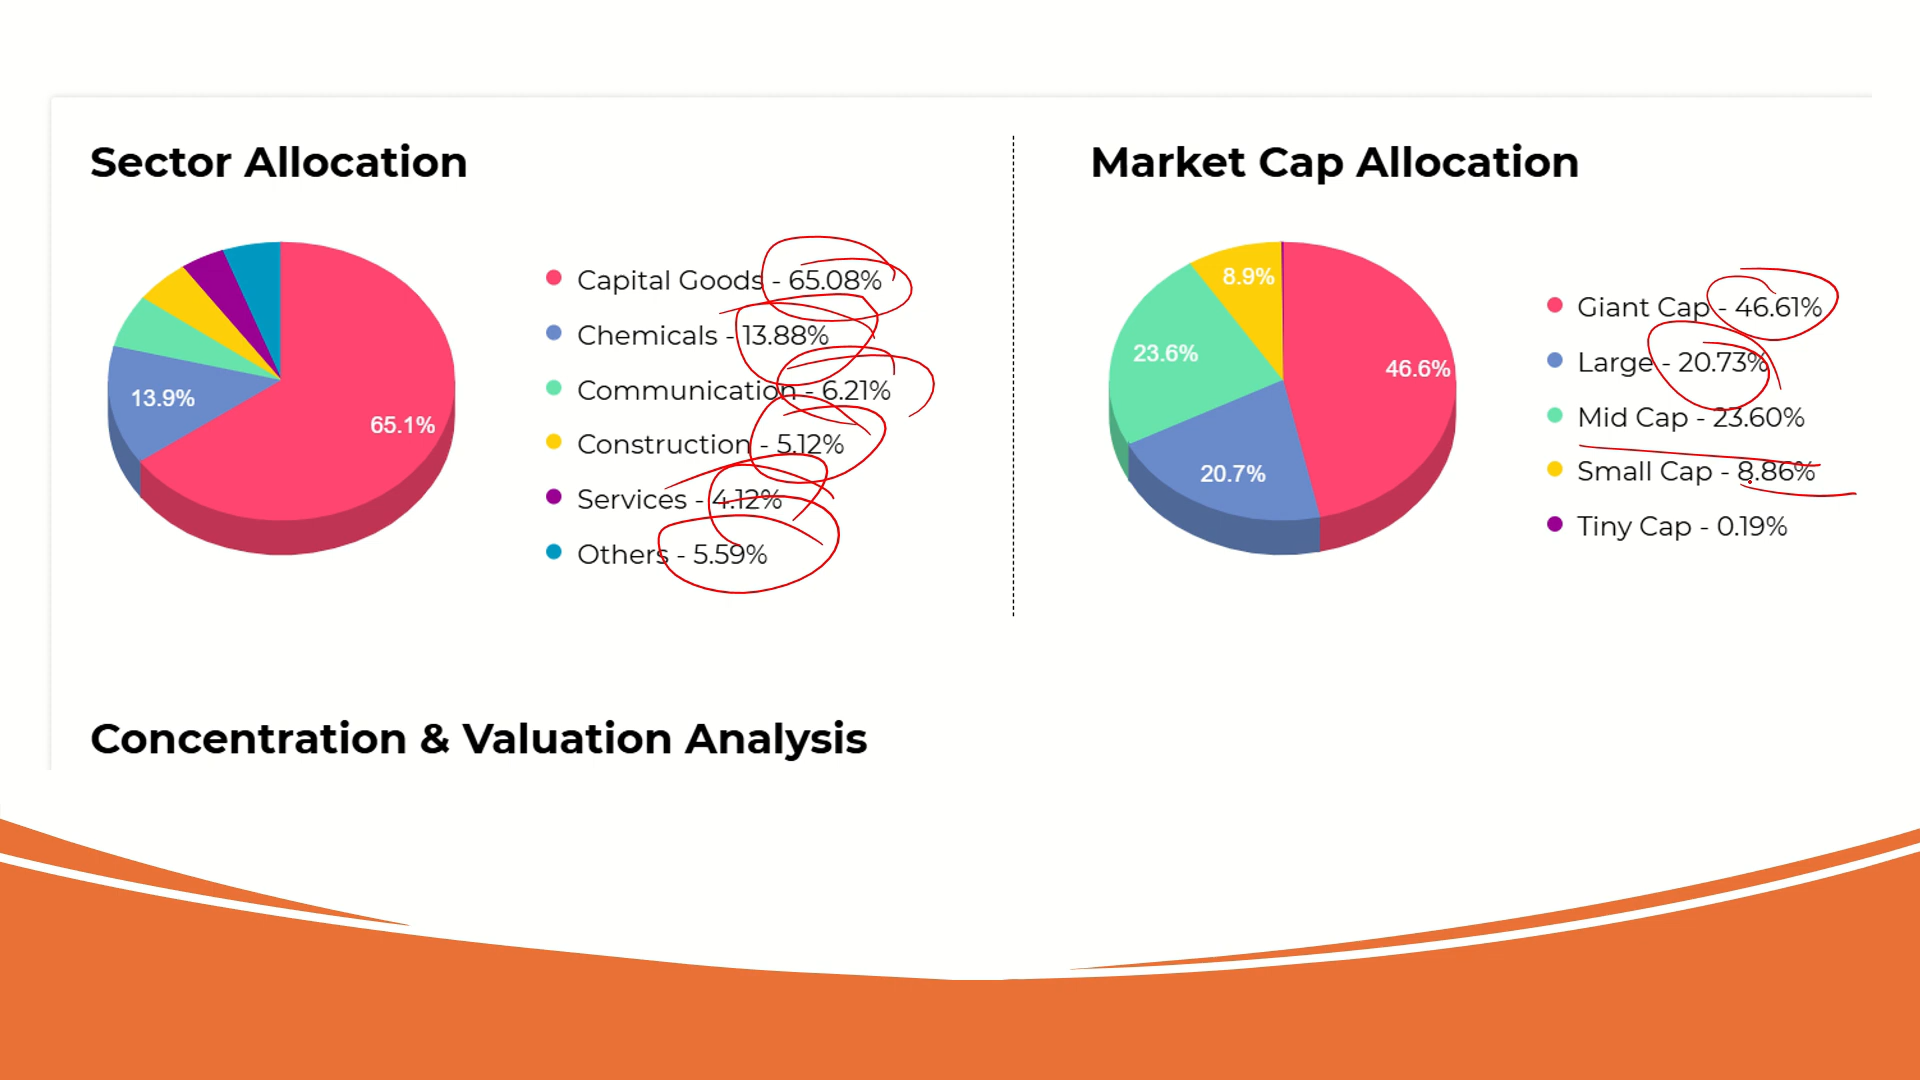 Sector Allocation
65.1%
13.9%
Capital Goods - 65.08%
Chemicals - 13.88%
Communication - 6.21%
Construction - 5.12%
Services - 4.12%
Others - 5.59%
Market Cap Allocation
8.9%
23.6%
46.6%
20.7%
Giant Cap - 46.61%
Large - 20.73%
Mid Cap - 23.60%
Small Cap - 8.86%
Tiny Cap - 0.19%
Concentration & Valuation Analysis